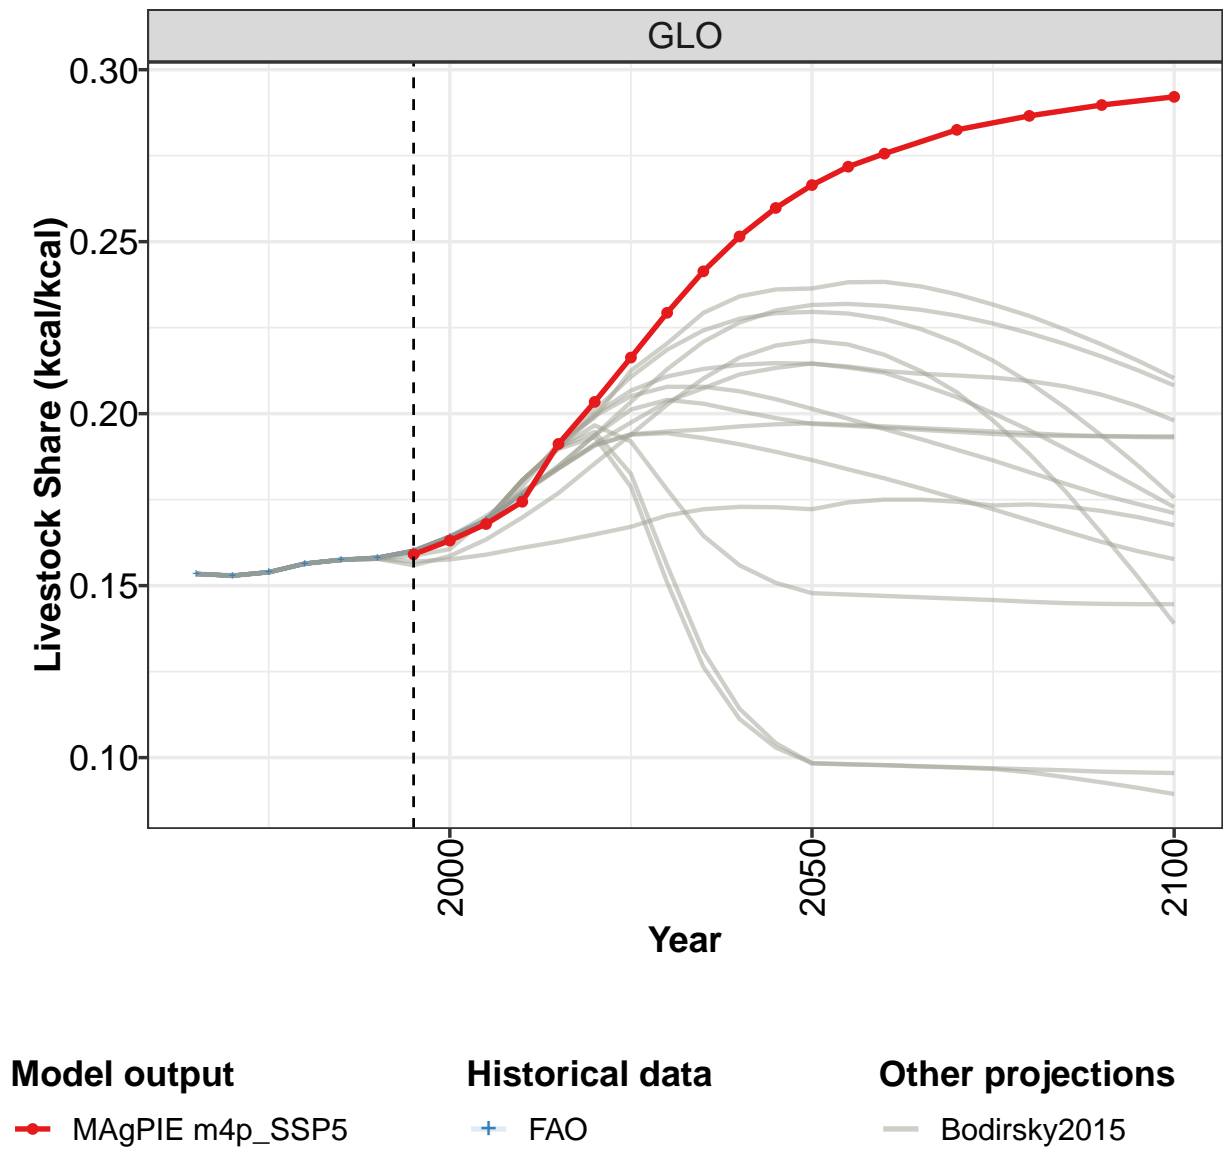 GLO
0.30
0.25
0.20
0.15
0.10
Livestock Share (kcal/kcal)
2000
2050
2100
Year
Model output
MAgPIE m4p_SSP5
Historical data
FAO
Other projections
Bodirsky2015